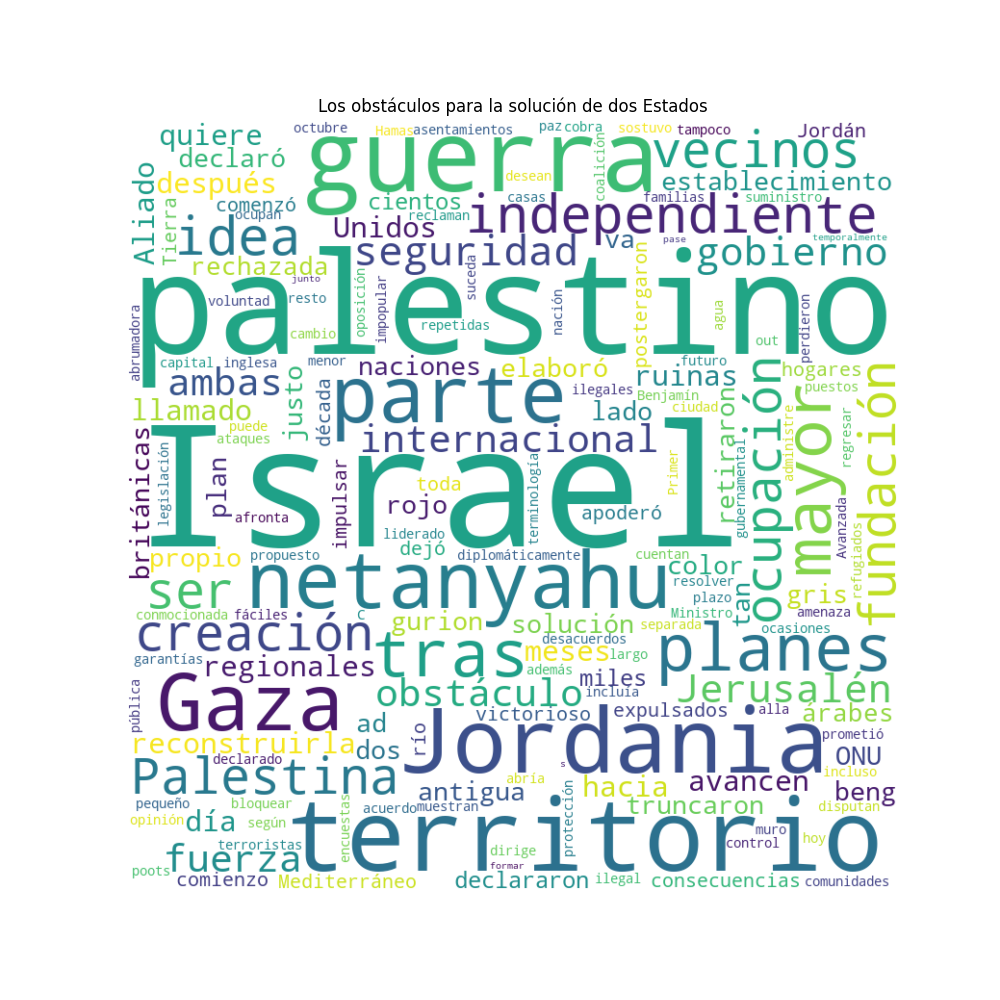 Los obstáculos para la solución de dos Estados
octubre Hamas asentamientos paz cobra sostuvo tampoco Jordán
quiere guerra vecinos
declaró desean coalición
Aliado Tierra después comenzó ocupan cientos reclaman casas familias suministro establecimiento
idea Unidos independiente
seguridad va pase gobierno temporalmente
rechazada junto oposición impopular suceda postergaron
palestino
abrumadora voluntad resto repetidas nación agua perdieron
cambio out
capital inglesa menor naciones elaboró futuro hogares
ambas parte ilegales ruinas Benjamín puestos
llamado justo década lado ciudad retiraron ocupación mayor administre regresar fundación
puede ataques internacional
Israel
británicas legislación plan impulsar toda terminología Primer gubernamental
afronta rojo apoderó Avanzada refugiados
liderado dejó
propio propuesto diplomáticamente cuentan color
ser netanyahu resolver tan gris
conmocionada fáciles C gurion solución plazo Ministro separada amenaza
creación desacuerdos ocasiones
garantías regionales tras meses largo planes
además miles
pública Gaza obstáculo incluía Jerusalén
ad río victorioso expulsados alla árabes
reconstruirla dos Jordania prometió
declarado s ONU
Palestina abría hacia avancen incluso beng
pequeño bloquear antigua protección truncaron disputan
acuerdo muestran
opinión día según encuestas territorio muro hoy
terroristas dirige control
poots fuerza formar
comienzo Mediterráneo declararon ilegal consecuencias comunidades